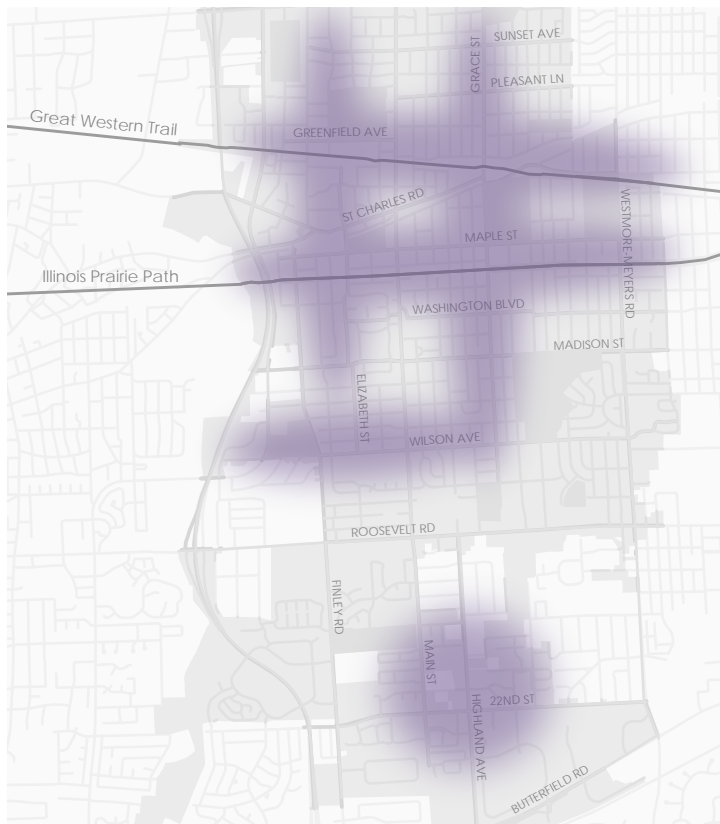 SUNSET AVE
GRACE ST
PLEASANT LN
Great Western Trail
GREENFIELD AVE
ST CHARLES RD
WESTMORE-MEYERS RD
MAPLE ST
Illinois Prairie Path
WASHINGTON BLVD
MADISON ST
ELIZABETH ST
WILSON AVE
ROOSEVELT RD
FINLEY RD
MAIN ST
22ND ST
HIGHLAND AVE
BUTTERFIELD RD